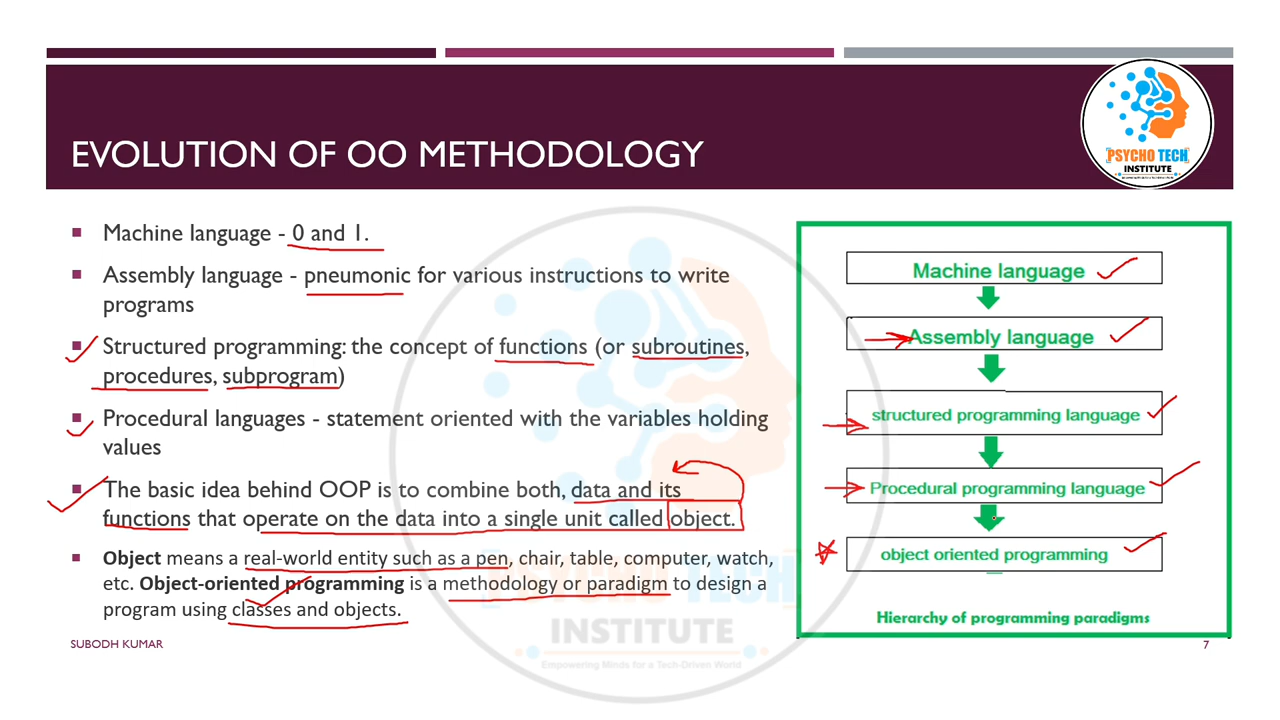 EVOLUTION OF OO METHODOLOGY
PSYCHO TECH
INSTITUTE
Machine language - 0 and 1.
Assembly language - pneumonic for various instructions to write
programs
Structured programming: the concept of functions (or subroutines,
procedures, subprogram)
Procedural languages - statement oriented with the variables holding
values
The basic idea behind OOP is to combine both, data and its
functions that operate on the data into a single unit called object.
Object means a real-world entity such as a pen, chair, table, computer, watch,
etc. Object-oriented programming is a methodology or paradigm to design a
program using classes and objects.
Machine language
Assembly language
structured programming language
Procedural programming language
object oriented programming
Hierarchy of programming paradigms
PSYCHO TECH
INSTITUTE
Empowering Minds for a Tech-Driven World
SUBODH KUMAR
7